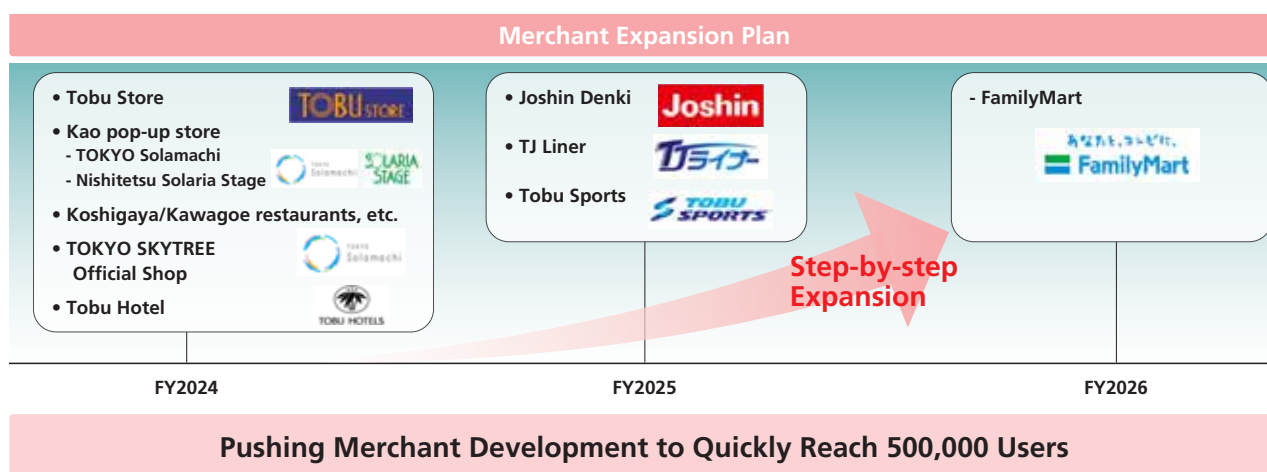 Merchant Expansion Plan
• Tobu Store
TOBU STORE
• Kao pop-up store
- TOKYO Solamachi
- Nishitetsu Solaria Stage
TOKYO
Solamachi
SOLARIA
STAGE
• Koshigaya/Kawagoe restaurants, etc.
• TOKYO SKYTREE
Official Shop
TOKYO
Solamachi
• Tobu Hotel
TOBU HOTELS
• Joshin Denki
Joshin
• TJ Liner
TJライナー
• Tobu Sports
TOBU
SPORTS
- FamilyMart
あなたと、コンビに、
FamilyMart
Step-by-step
Expansion
FY2024
FY2025
FY2026
Pushing Merchant Development to Quickly Reach 500,000 Users